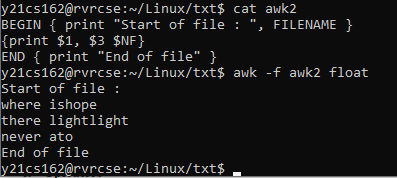 y21cs162@rvrcse:~/Linux/txt$ cat awk2
BEGIN { print "Start of file : ", FILENAME }
{print $1, $3 $NF}
END { print "End of file" }
y21cs162@rvrcse:~/Linux/txt$ awk -f awk2 float
Start of file :
where ishope
there lightlight
never ato
End of file
y21cs162@rvrcse:~/Linux/txt$